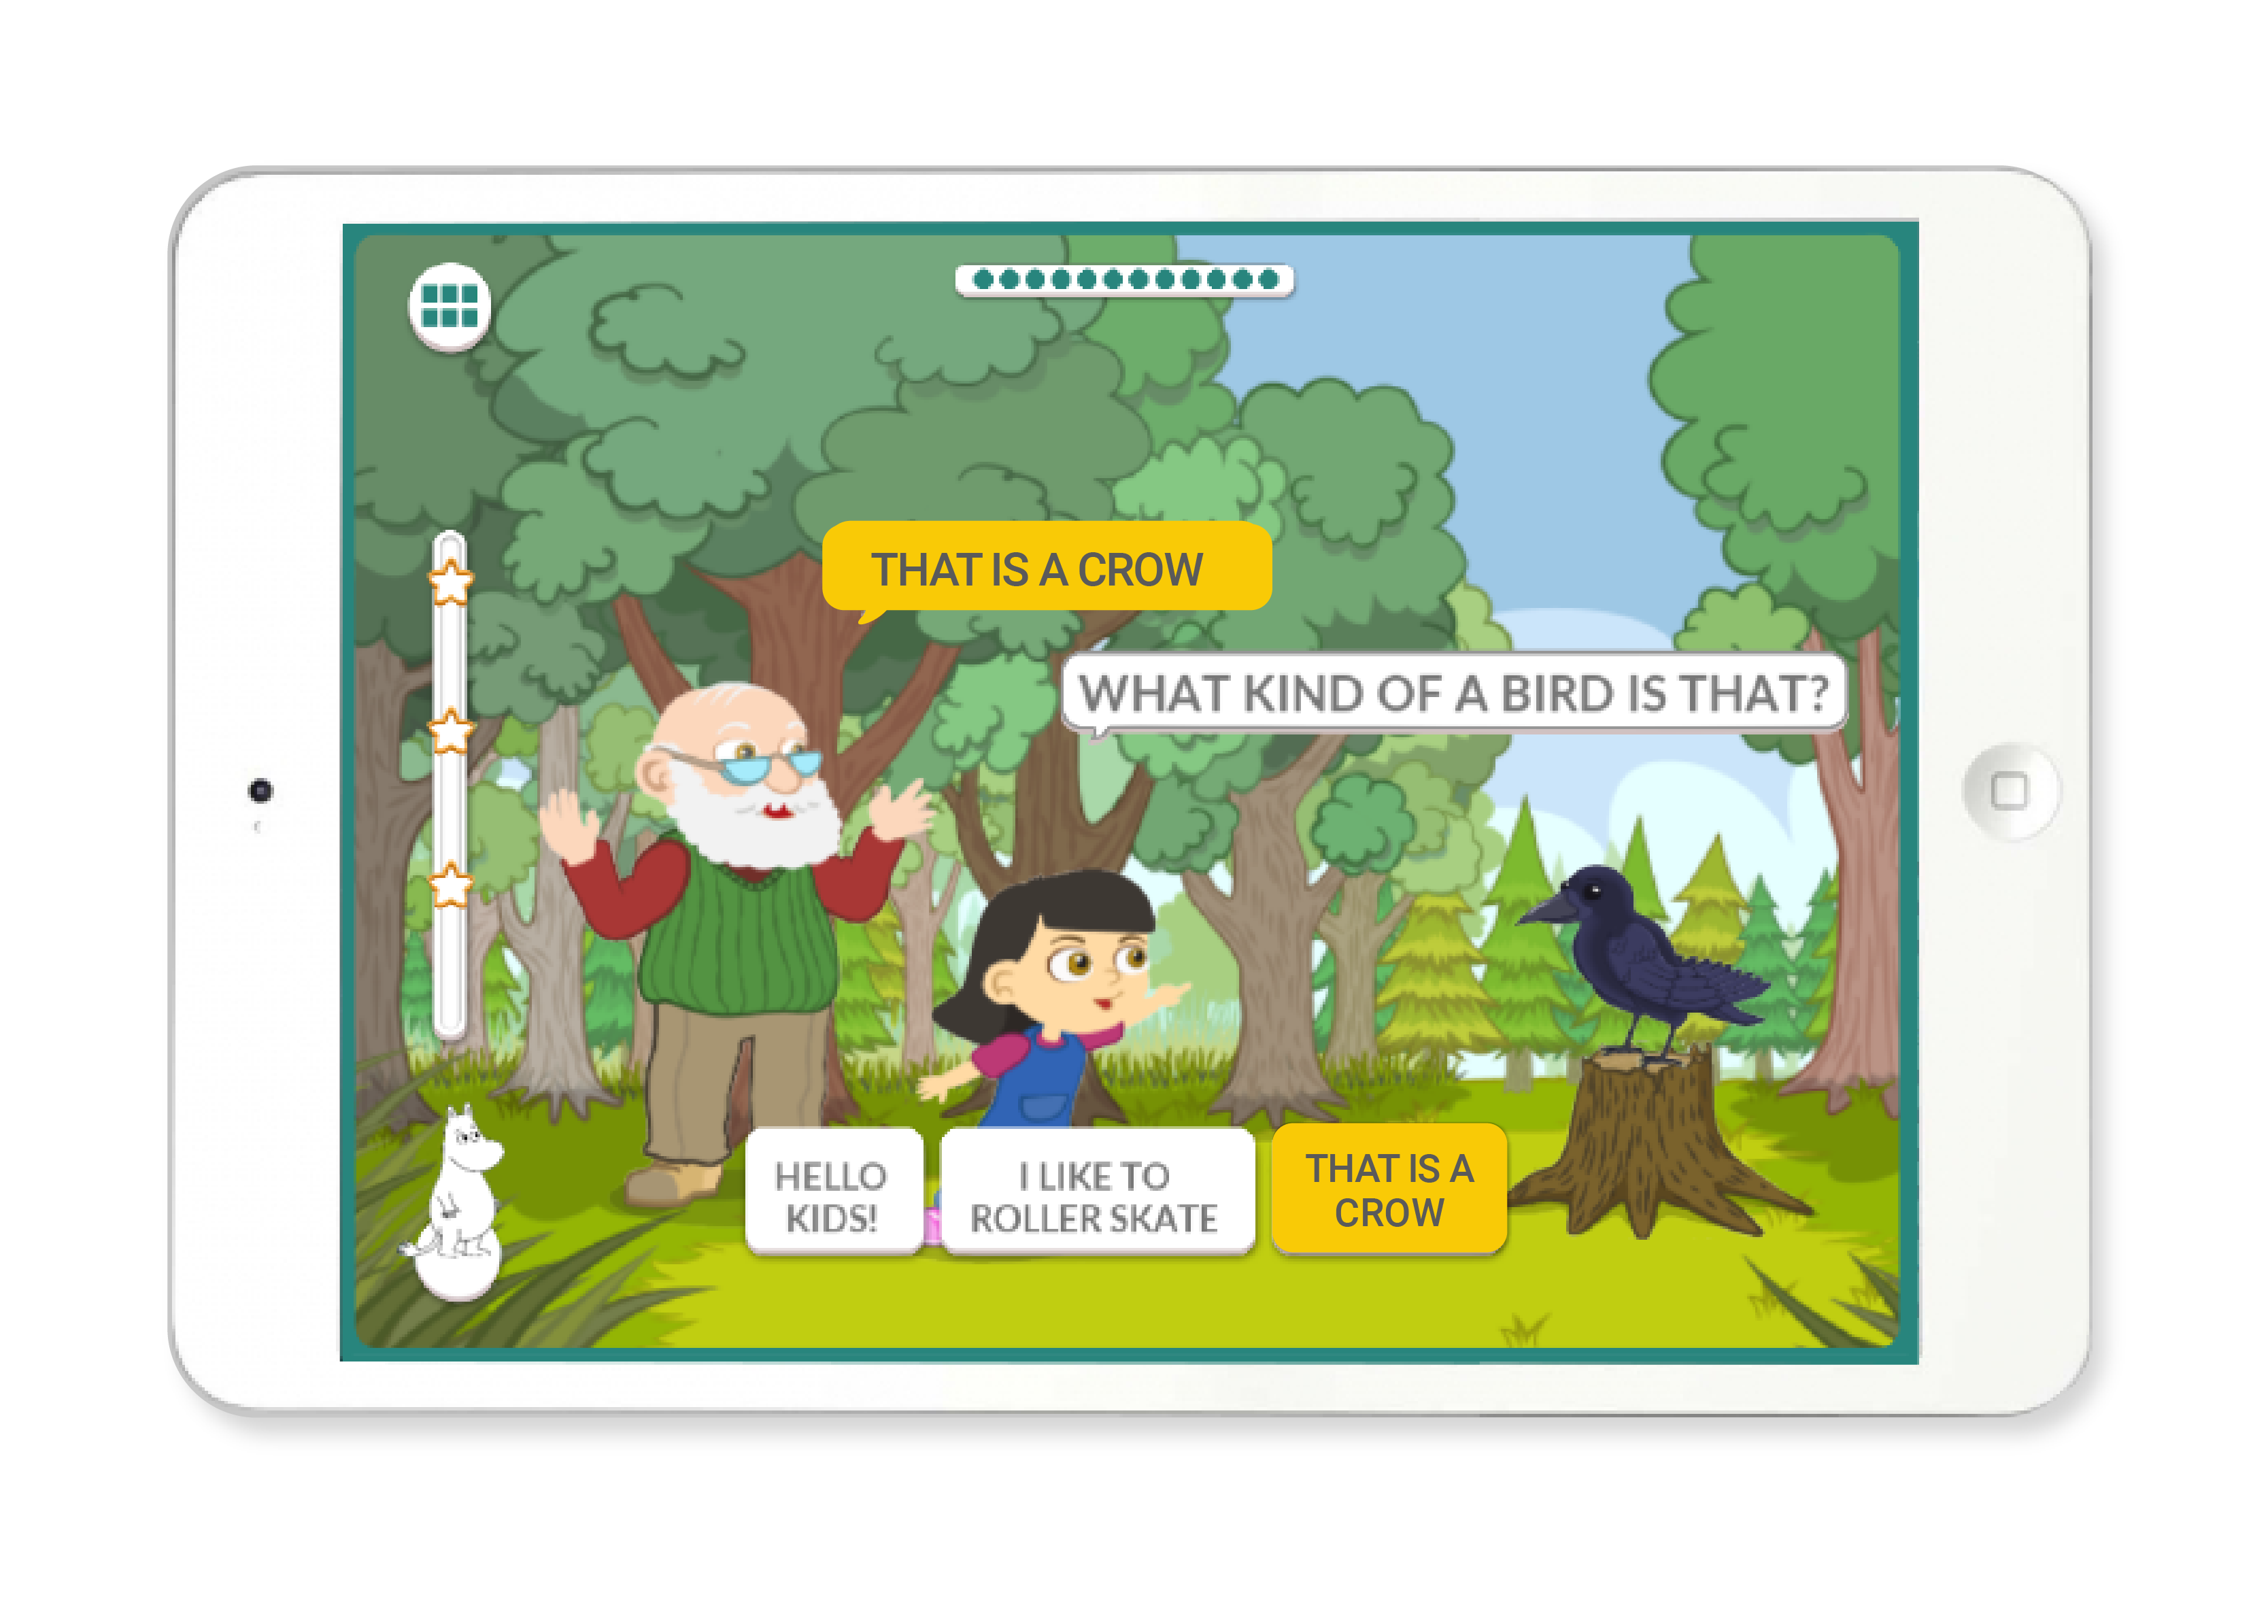 THAT IS A CROW
WHAT KIND OF A BIRD IS THAT?
HELLO
KIDS!
I LIKE TO
ROLLER SKATE
THAT IS A
CROW